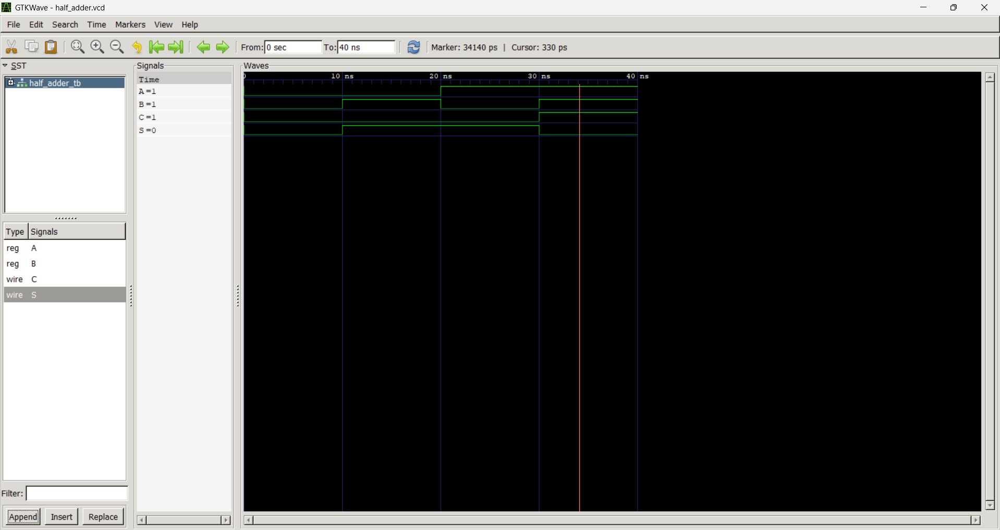 GTKWave - half_adder.vcd
File Edit Search Time Markers View Help
From: 0 sec To: 40 ns Marker: 34140 ps | Cursor: 330 ps
SST
half_adder_tb
Type Signals
reg A
reg B
wire C
wire S
Filter:
Append Insert Replace
Signals
Time
A=1
B=1
C=1
S=0
Waves
0 10 ns 20 ns 30 ns 40 ns